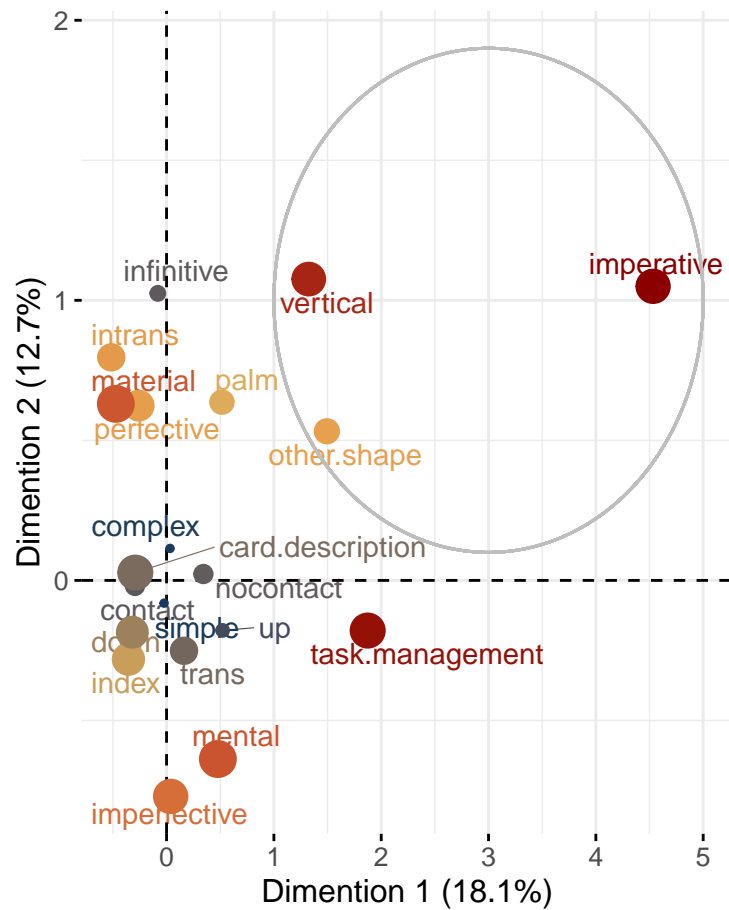 2
imperative
infinitive
vertical
1
intrans
material
palm
perfective
other.shape
complex
card.description
0
nocontact
contact
simple
up
down
task.management
trans
index
mental
imperfective
0
1
2
3
4
5
Dimention 1 (18.1%)
Dimention 2 (12.7%)